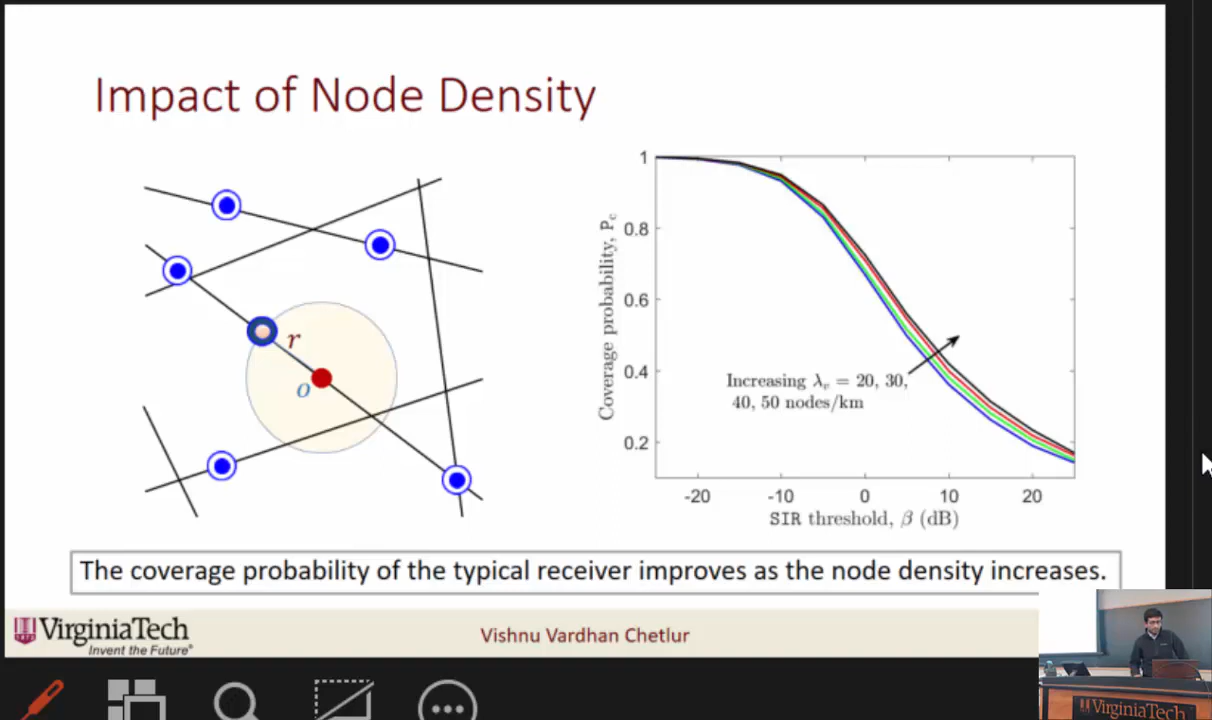 Impact of Node Density
r
o
1
0.8
0.6
0.4
0.2
Coverage probability, P_c
Increasing λ_v = 20, 30,
40, 50 nodes/km
-20 -10 0 10 20
SIR threshold, β (dB)
The coverage probability of the typical receiver improves as the node density increases.
VirginiaTech
Invent the Future®
Vishnu Vardhan Chetlur
VirginiaTech